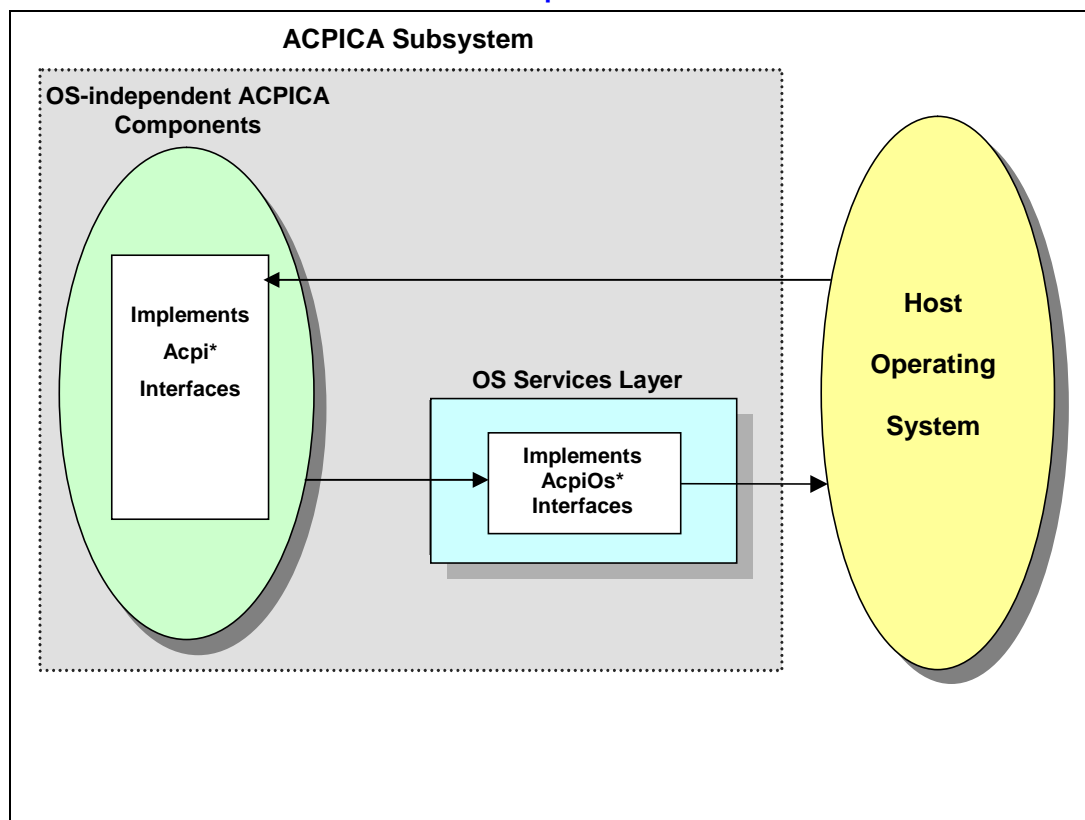 ACPICA Subsystem
OS-independent ACPICA
Components
Implements
Acpi*
Interfaces
OS Services Layer
Implements
AcpiOs*
Interfaces
Host
Operating
System